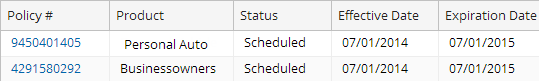 Policy # Product Status Effective Date Expiration Date
9450401405 Personal Auto Scheduled 07/01/2014 07/01/2015
4291580292 Businessowners Scheduled 07/01/2014 07/01/2015